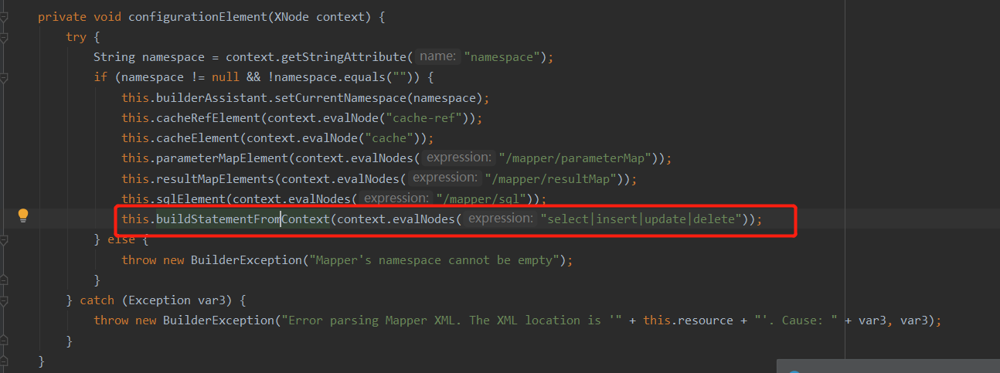 private void configurationElement(XNode context) {
try {
String namespace = context.getStringAttribute( name: "namespace");
if (namespace != null && !namespace.equals("")) {
this.builderAssistant.setCurrentNamespace(namespace);
this.cacheRefElement(context.evalNode("cache-ref"));
this.cacheElement(context.evalNode("cache"));
this.parameterMapElement(context.evalNodes( expression: "/mapper/parameterMap"));
this.resultMapElements(context.evalNodes( expression: "/mapper/resultMap"));
this.sqlElement(context.evalNodes( expression: "/mapper/sql"));
this.buildStatementFromContext(context.evalNodes( expression: "select|insert|update|delete"));
} else {
throw new BuilderException("Mapper's namespace cannot be empty");
}
} catch (Exception var3) {
throw new BuilderException("Error parsing Mapper XML. The XML location is '" + this.resource + "'. Cause: " + var3, var3);
}
}